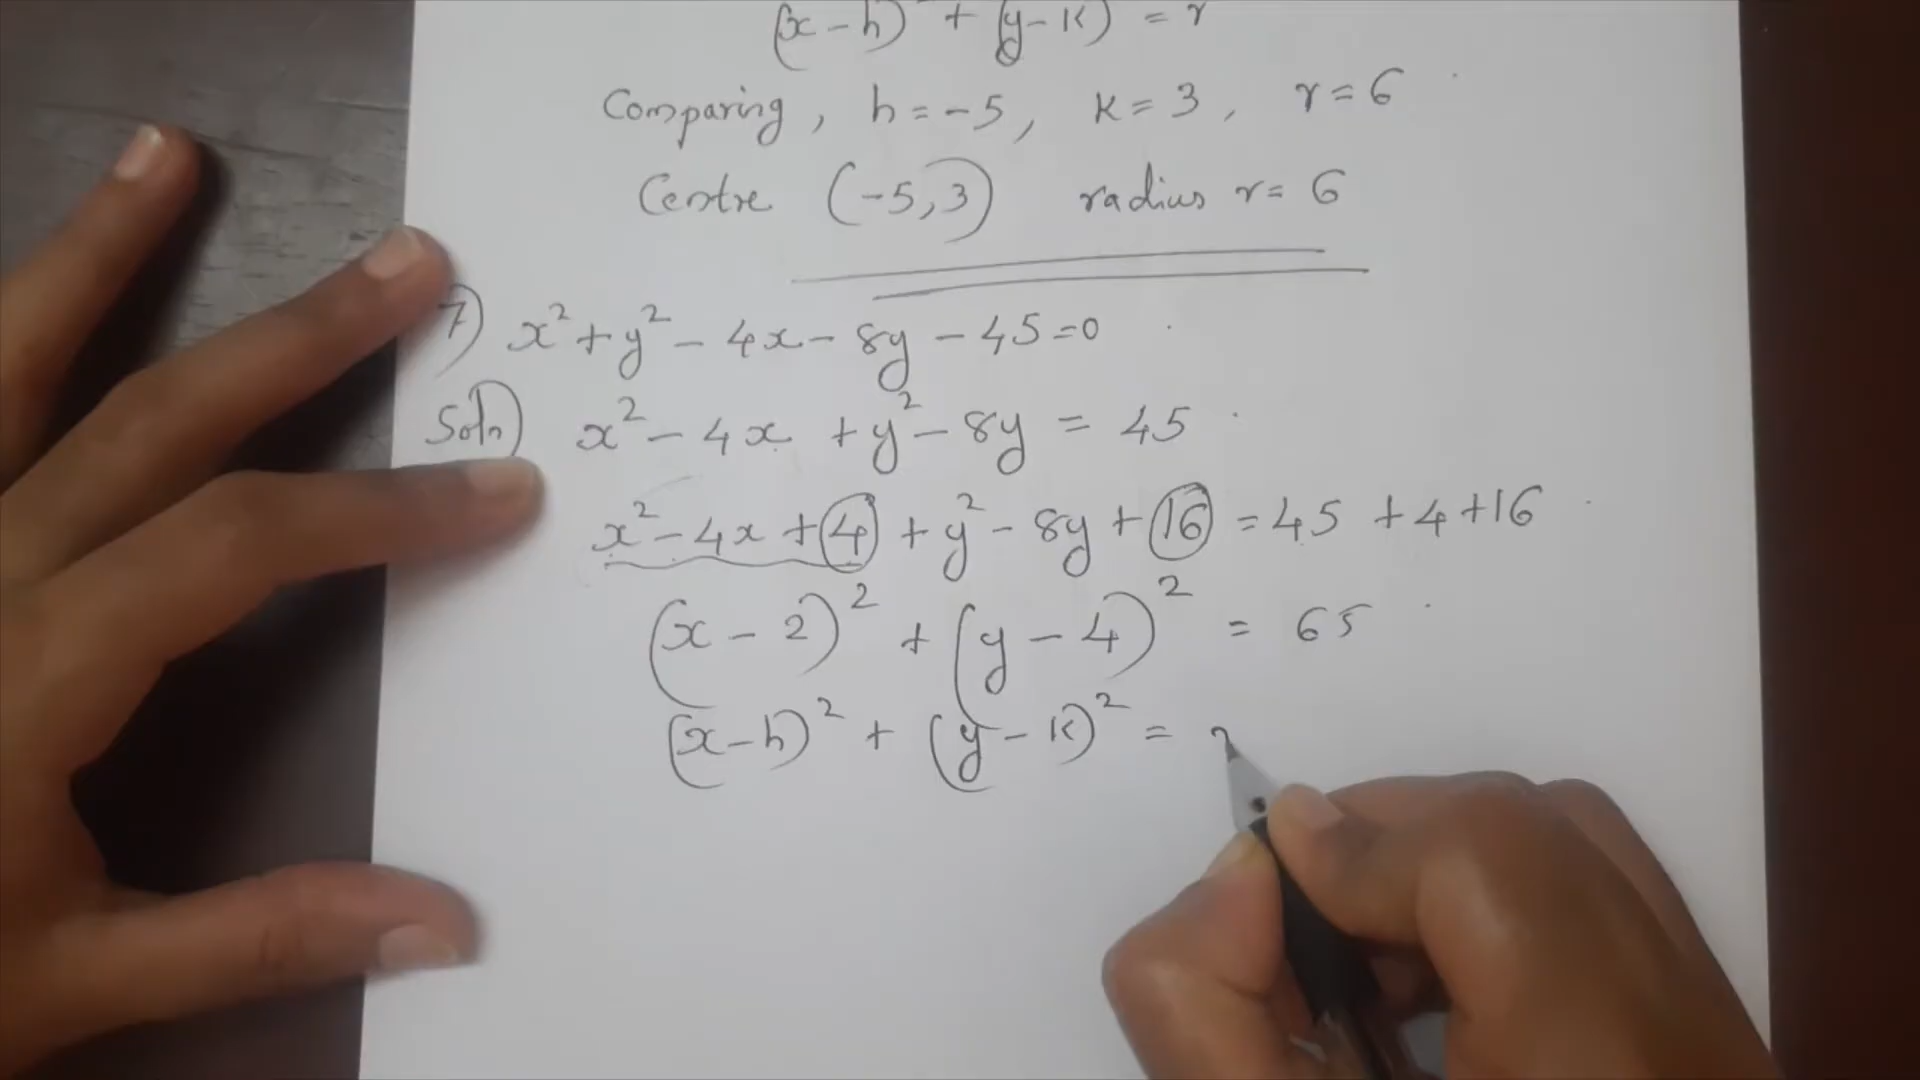 (x-h)² + (y-k)² = r
Comparing, h = -5, k = 3, r = 6
Centre (-5, 3) radius r = 6
7) x² + y² - 4x - 8y - 45 = 0
Soln) x² - 4x + y² - 8y = 45
x² - 4x + 4 + y² - 8y + 16 = 45 + 4 + 16
(x - 2)² + (y - 4)² = 65
(x-h)² + (y-k)² =